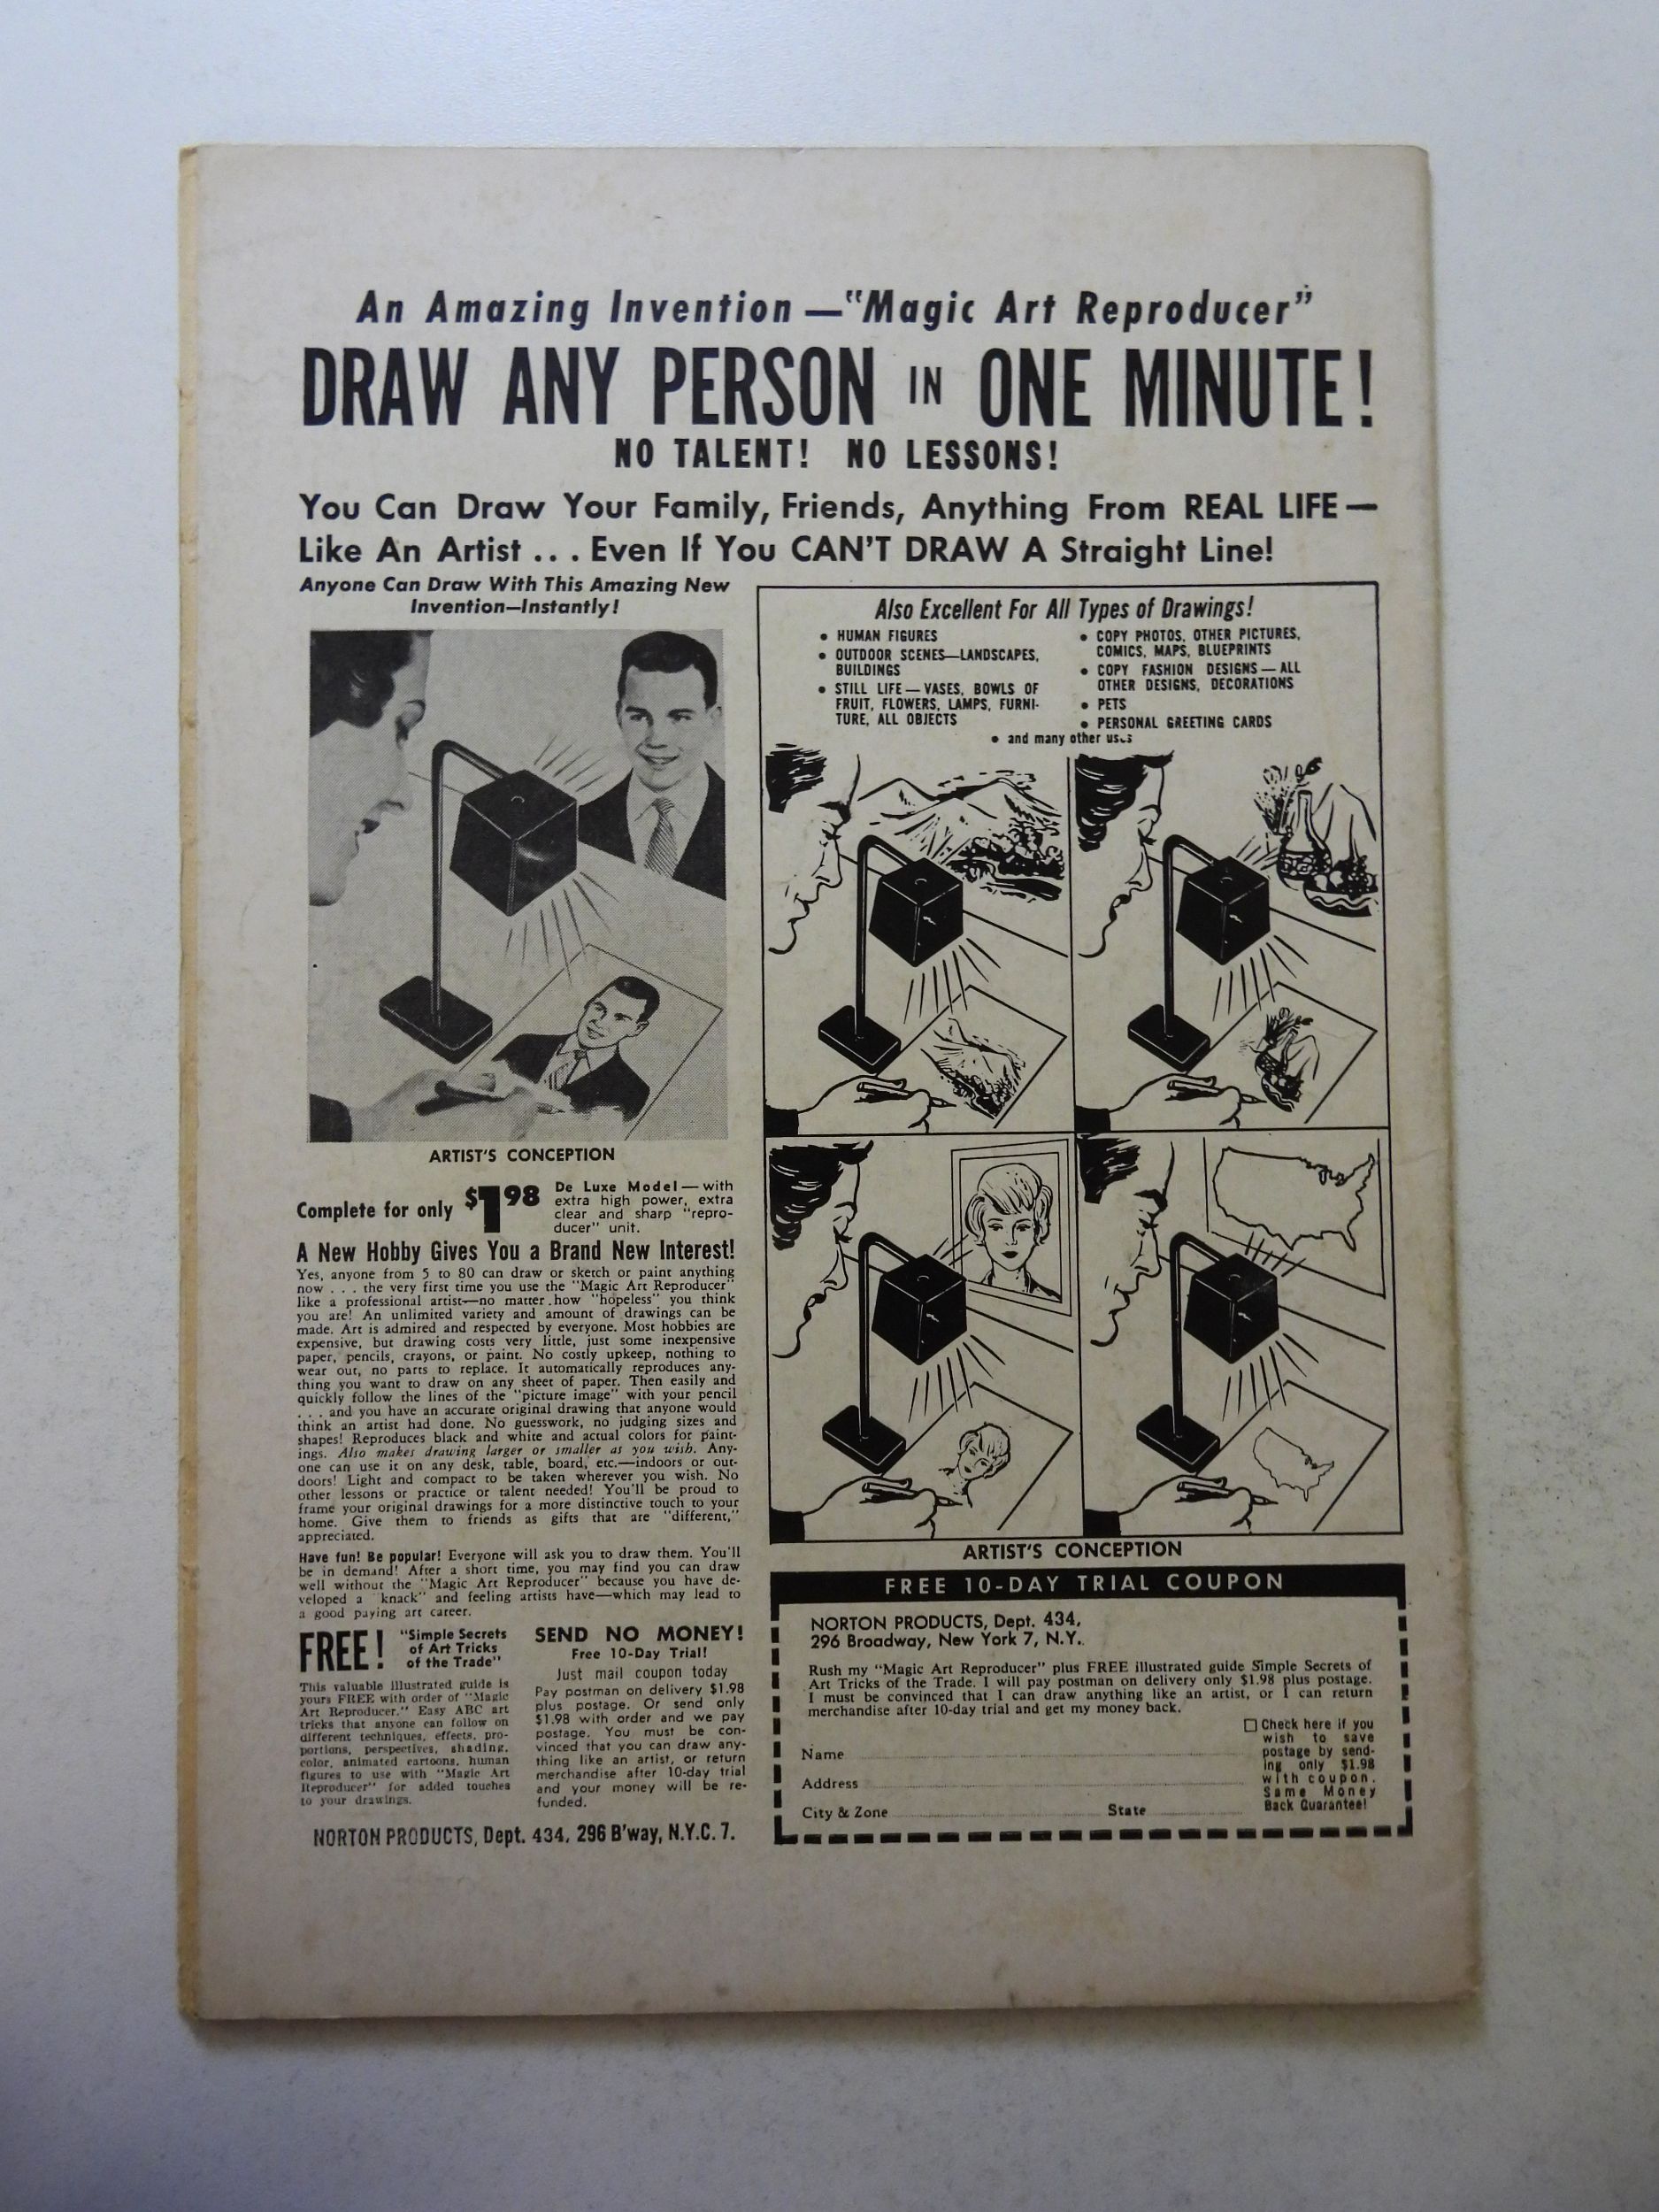 An Amazing Invention—"Magic Art Reproducer"
DRAW ANY PERSON IN ONE MINUTE!
NO TALENT! NO LESSONS!
You Can Draw Your Family, Friends, Anything From REAL LIFE—
Like An Artist . . . Even If You CAN'T DRAW A Straight Line!
Anyone Can Draw With This Amazing New
Invention—Instantly!
ARTIST'S CONCEPTION
Complete for only $1.98
De Luxe Model—with
extra high power, extra
clear and sharp "repro-
ducer" unit.
A New Hobby Gives You a Brand New Interest!
Yes, anyone from 5 to 80 can draw or sketch or paint anything
now . . . the very first time you use the "Magic Art Reproducer"
like a professional artist—no matter how "hopeless" you think
you are! An unlimited variety and amount of drawings can be
made. Art is admired and respected by everyone. Most hobbies are
expensive, but drawing costs very little, just some inexpensive
paper, pencils, crayons, or paint. No costly upkeep, nothing to
wear out, no parts to replace. It automatically reproduces any-
thing you want to draw on any sheet of paper. Then easily and
quickly follow the lines of the "picture image" with your pencil
. . . and you have an accurate original drawing that anyone would
think an artist had done. No guesswork, no judging sizes and
shapes! Reproduces black and white and actual colors for paint-
ings. Also makes drawing larger or smaller as you wish. Any-
one can use it on any desk, table, board, etc.—indoors or out-
doors! Light and compact to be taken wherever you wish. No
other lessons or practice or talent needed! You'll be proud to
frame your original drawings for a more distinctive touch to your
home. Give them to friends as gifts that are "different,"
appreciated.
Have fun! Be popular! Everyone will ask you to draw them. You'll
be in demand! After a short time, you may find you can draw
well without the "Magic Art Reproducer" because you have de-
veloped a "knack" and feeling artists have—which may lead to
a good paying art career.
FREE!
"Simple Secrets
of Art Tricks
of the Trade"
This valuable illustrated guide is
yours FREE with order of "Magic
Art Reproducer." Easy ABC art
tricks that anyone can follow on
different techniques, effects, pro-
portions, perspectives, shading,
color, animated cartoons, human
figures to use with "Magic Art
Reproducer" for added touches
to your drawings.
SEND NO MONEY!
Free 10-Day Trial!
Just mail coupon today
Pay postman on delivery $1.98
plus postage. Or send only
$1.98 with order and we pay
postage. You must be con-
vinced that you can draw any-
thing like an artist, or return
merchandise after 10-day trial
and your money will be re-
funded.
NORTON PRODUCTS, Dept. 434, 296 B'way, N.Y.C. 7.
Also Excellent For All Types of Drawings!
• HUMAN FIGURES
• OUTDOOR SCENES—LANDSCAPES,
BUILDINGS
• STILL LIFE—VASES, BOWLS OF
FRUIT, FLOWERS, LAMPS, FURNI-
TURE, ALL OBJECTS
• COPY PHOTOS, OTHER PICTURES,
COMICS, MAPS, BLUEPRINTS
• COPY FASHION DESIGNS—ALL
OTHER DESIGNS, DECORATIONS
• PETS
• PERSONAL GREETING CARDS
• and many other uses
ARTIST'S CONCEPTION
FREE 10-DAY TRIAL COUPON
NORTON PRODUCTS, Dept. 434,
296 Broadway, New York 7, N.Y.
Rush my "Magic Art Reproducer" plus FREE illustrated guide Simple Secrets of
Art Tricks of the Trade. I will pay postman on delivery only $1.98 plus postage.
I must be convinced that I can draw anything like an artist, or I can return
merchandise after 10-day trial and get my money back.
Name
Address
City & Zone State
Check here if you
wish to save
postage by send-
ing only $1.98
with coupon.
Same Money
Back Guarantee!